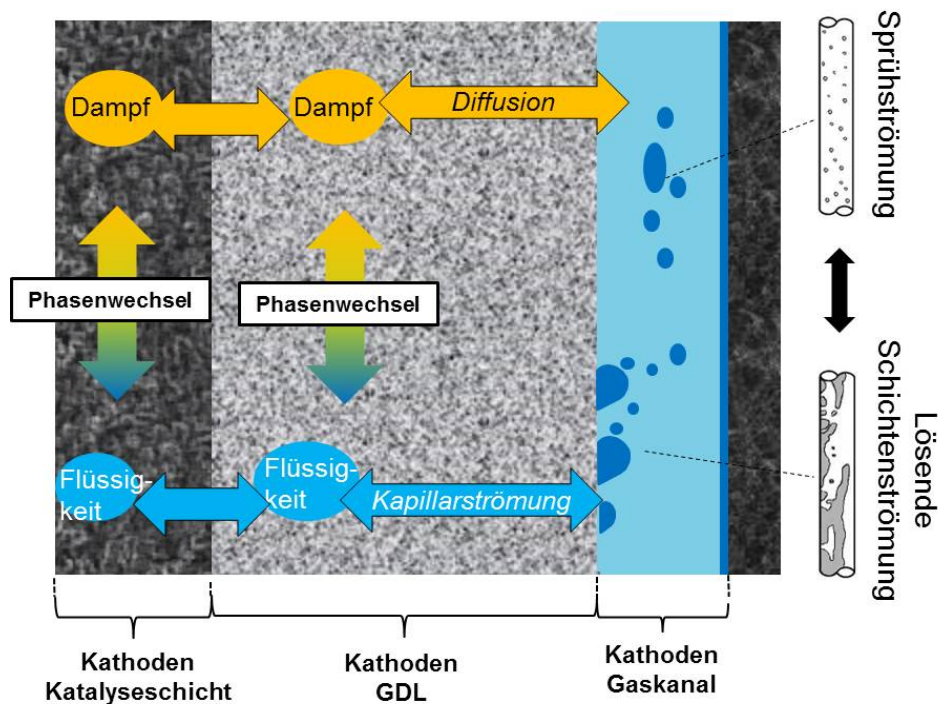 Dampf
Dampf
Diffusion
Phasenwechsel
Phasenwechsel
Flüssig-
keit
Flüssig-
keit
Kapillarströmung
Sprühströmung
Lösende
Schichtenströmung
Kathoden
Katalyseschicht
Kathoden
GDL
Kathoden
Gaskanal